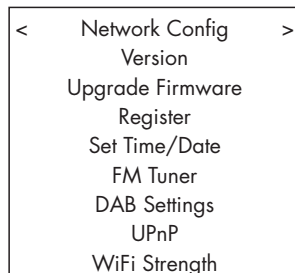 < Network Config >
Version
Upgrade Firmware
Register
Set Time/Date
FM Tuner
DAB Settings
UPnP
WiFi Strength